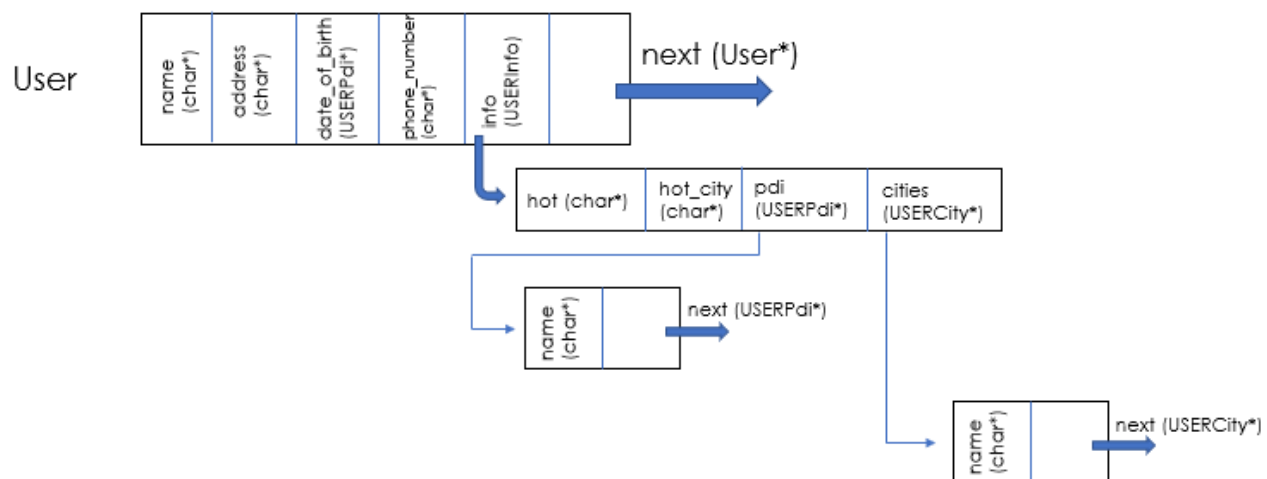 User
name
(char*)
address
(char*)
date_of_birth
(USERPdi*)
phone_number
(char*)
info
(USERInfo)
next (User*)
hot (char*)
hot_city
(char*)
pdi
(USERPdi*)
cities
(USERCity*)
name
(char*)
next (USERPdi*)
name
(char*)
next (USERCity*)